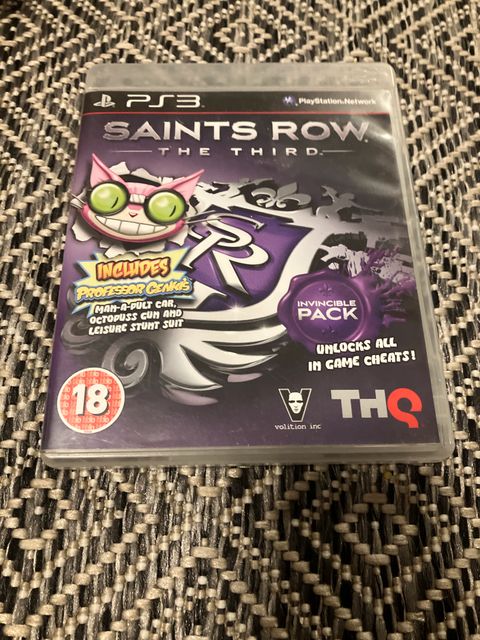 PS3
PlayStation Network
SAINTS ROW
THE THIRD
INCLUDES
PROFESSOR GENKI'S
MAN-A-PULT CAR,
OCTOPUSS GUN AND
LEISURE STUNT SUIT
INVINCIBLE
PACK
UNLOCKS ALL
IN GAME CHEATS!
18
V
volition inc
THQ